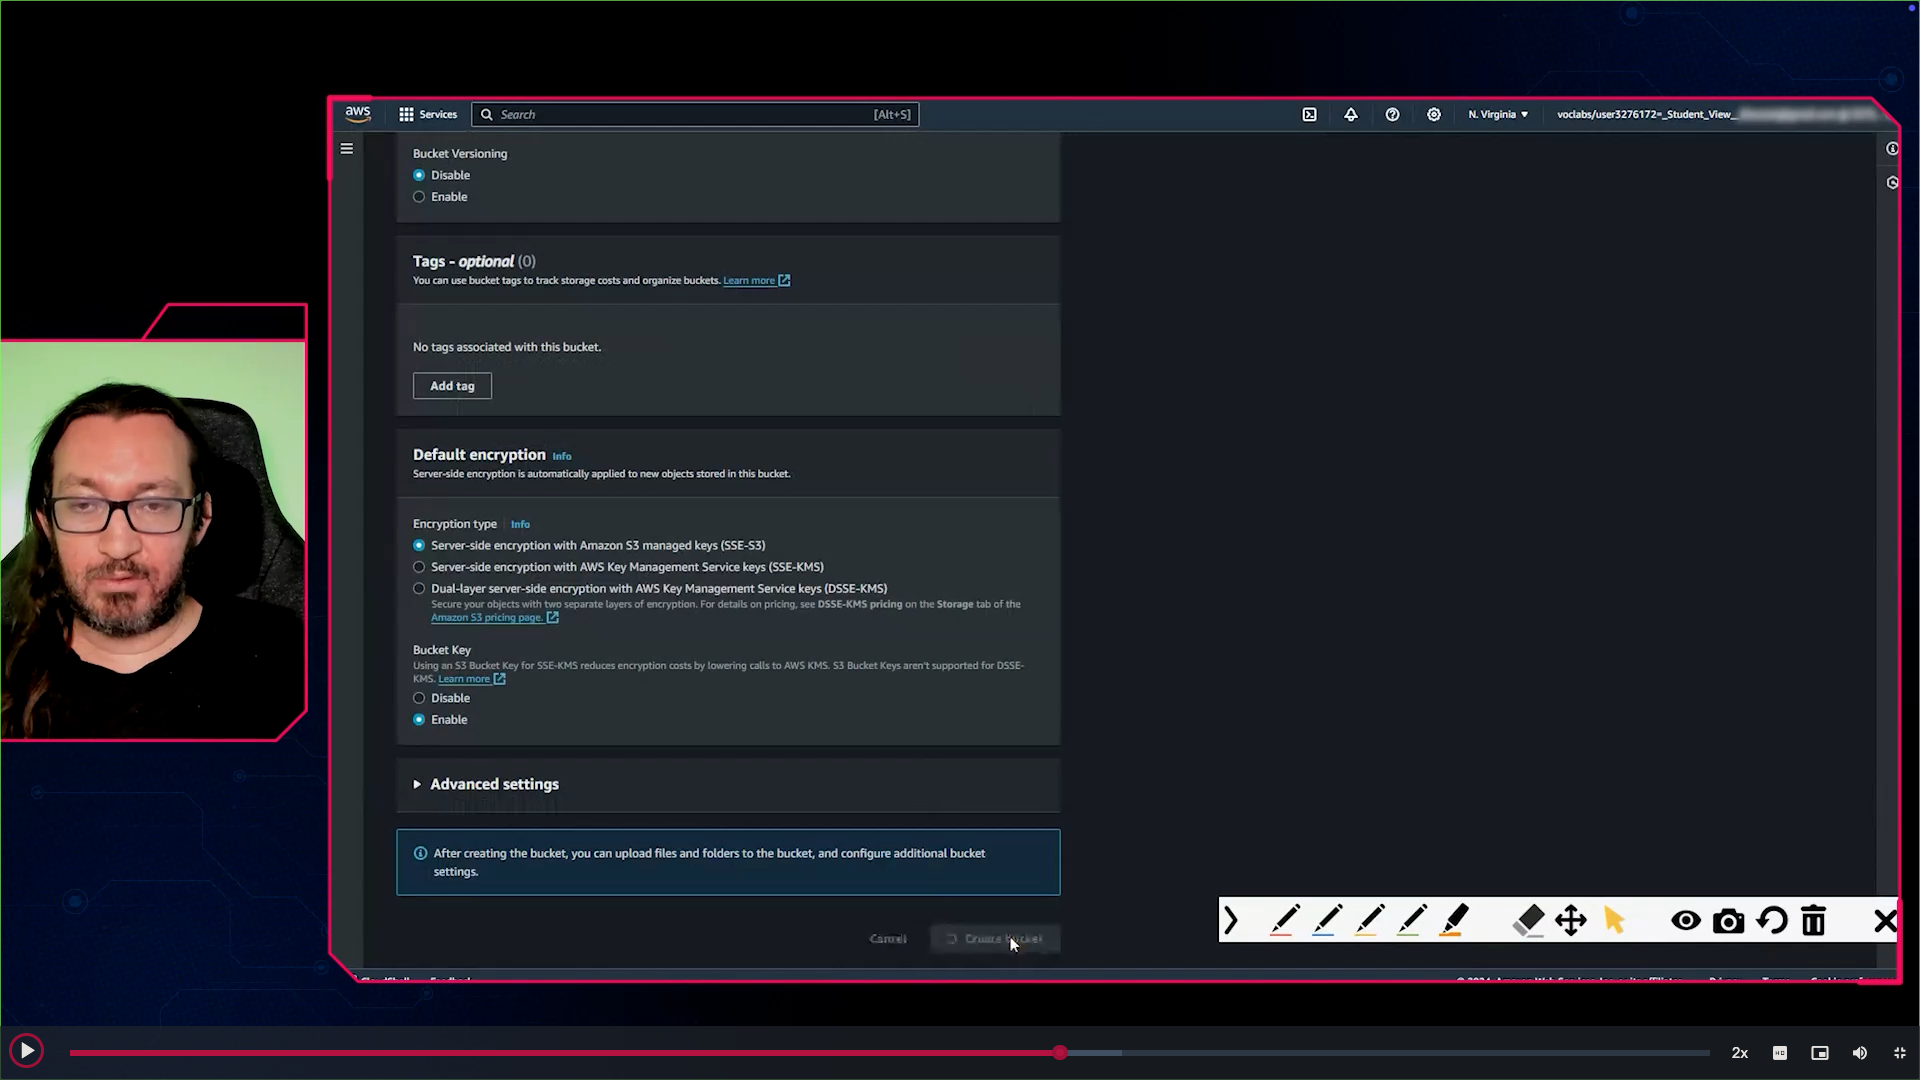 aws
Services
Search
[Alt+S]
N. Virginia
voclabs/user3276172=_Student_View_
Bucket Versioning
Disable
Enable
Tags - optional (0)
You can use bucket tags to track storage costs and organize buckets. Learn more
No tags associated with this bucket.
Add tag
Default encryption Info
Server-side encryption is automatically applied to new objects stored in this bucket.
Encryption type Info
Server-side encryption with Amazon S3 managed keys (SSE-S3)
Server-side encryption with AWS Key Management Service keys (SSE-KMS)
Dual-layer server-side encryption with AWS Key Management Service keys (DSSE-KMS)
Secure your objects with two separate layers of encryption. For details on pricing, see DSSE-KMS pricing on the Storage tab of the
Amazon S3 pricing page.
Bucket Key
Using an S3 Bucket Key for SSE-KMS reduces encryption costs by lowering calls to AWS KMS. S3 Bucket Keys aren't supported for DSSE-
KMS. Learn more
Disable
Enable
Advanced settings
After creating the bucket, you can upload files and folders to the bucket, and configure additional bucket
settings.
Cancel
Create bucket
2x